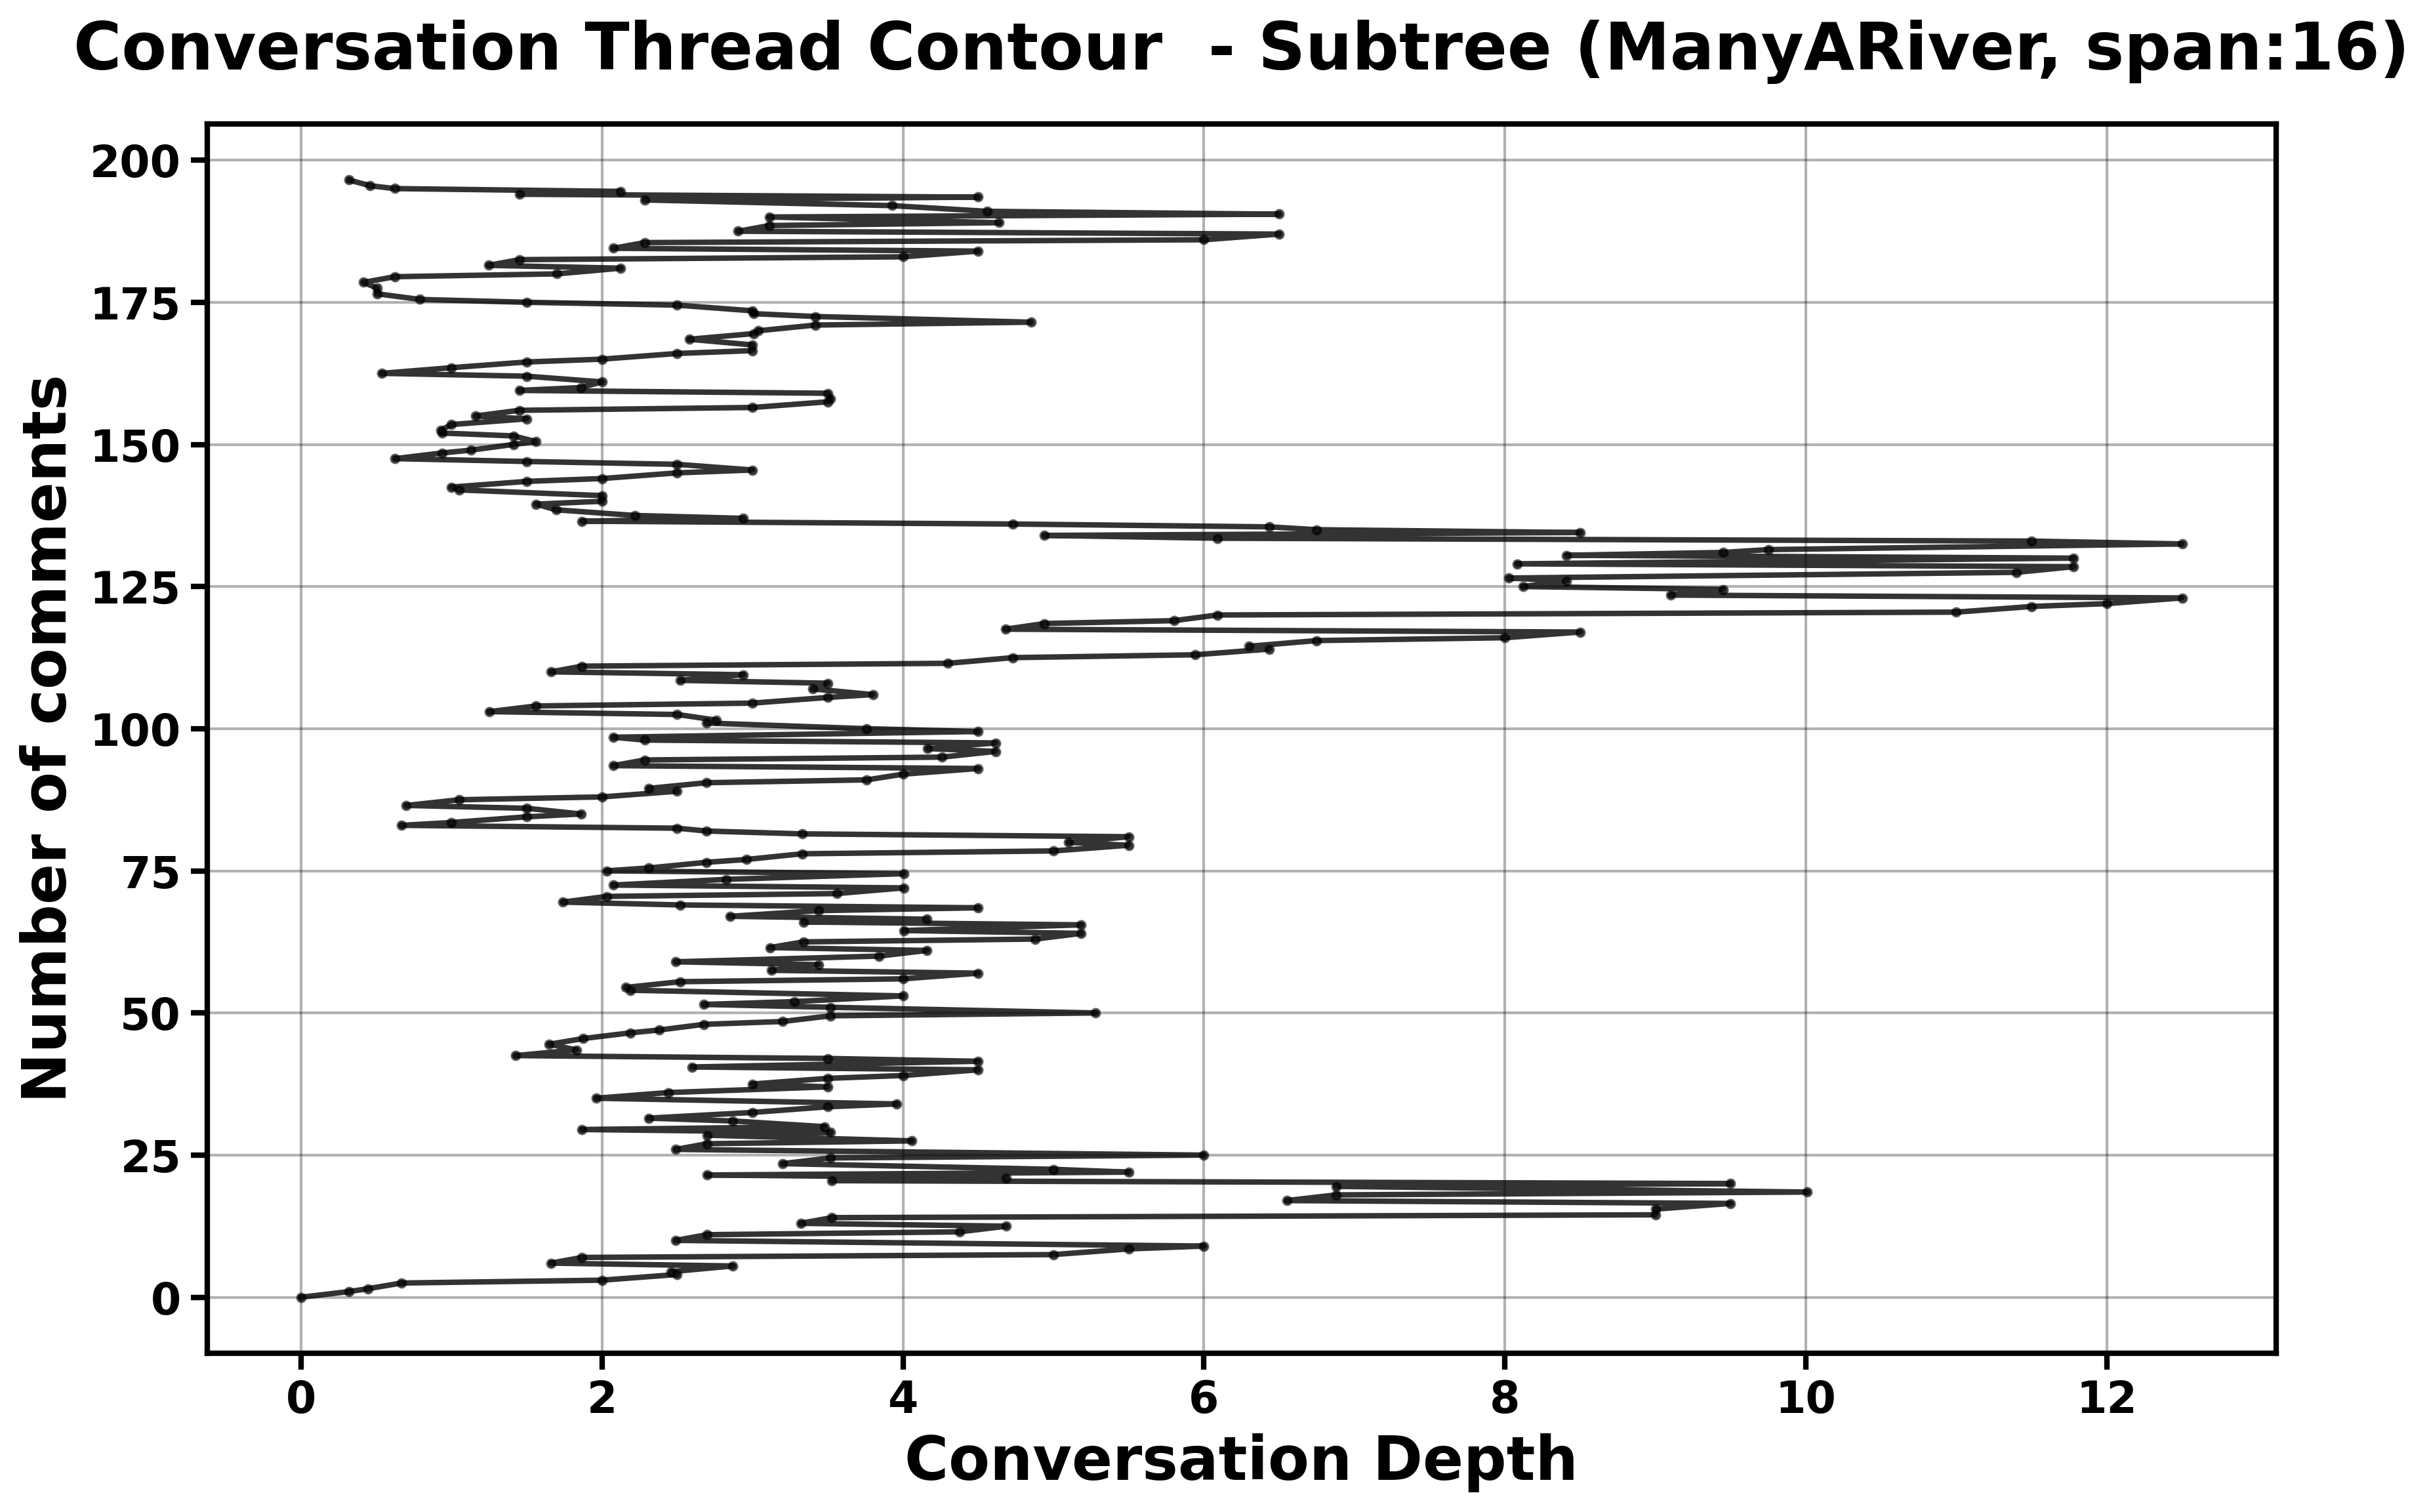 Conversation Thread Contour  - Subtree (ManyARiver, span:16)
Number of comments
200
175
150
125
100
75
50
25
0
0 2 4 6 8 10 12
Conversation Depth